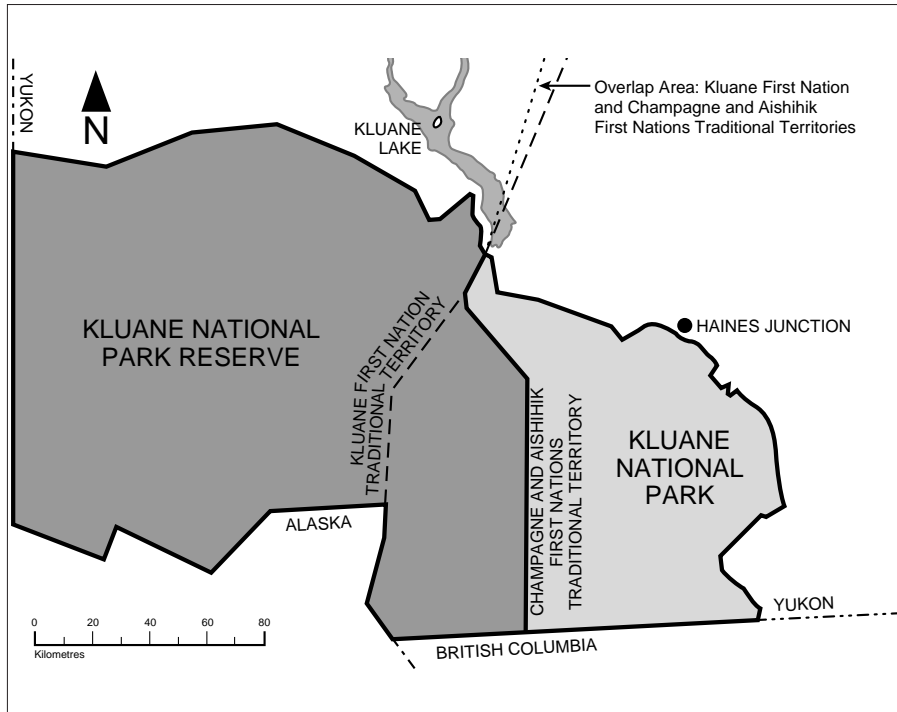 YUKON
N
KLUANE
LAKE
Overlap Area: Kluane First Nation
and Champagne and Aishihik
First Nations Traditional Territories
KLUANE NATIONAL
PARK RESERVE
KLUANE FIRST NATION
TRADITIONAL TERRITORY
HAINES JUNCTION
CHAMPAGNE AND AISHIHIK
FIRST NATIONS
TRADITIONAL TERRITORY
KLUANE
NATIONAL
PARK
ALASKA
0 20 40 60 80
Kilometres
YUKON
BRITISH COLUMBIA